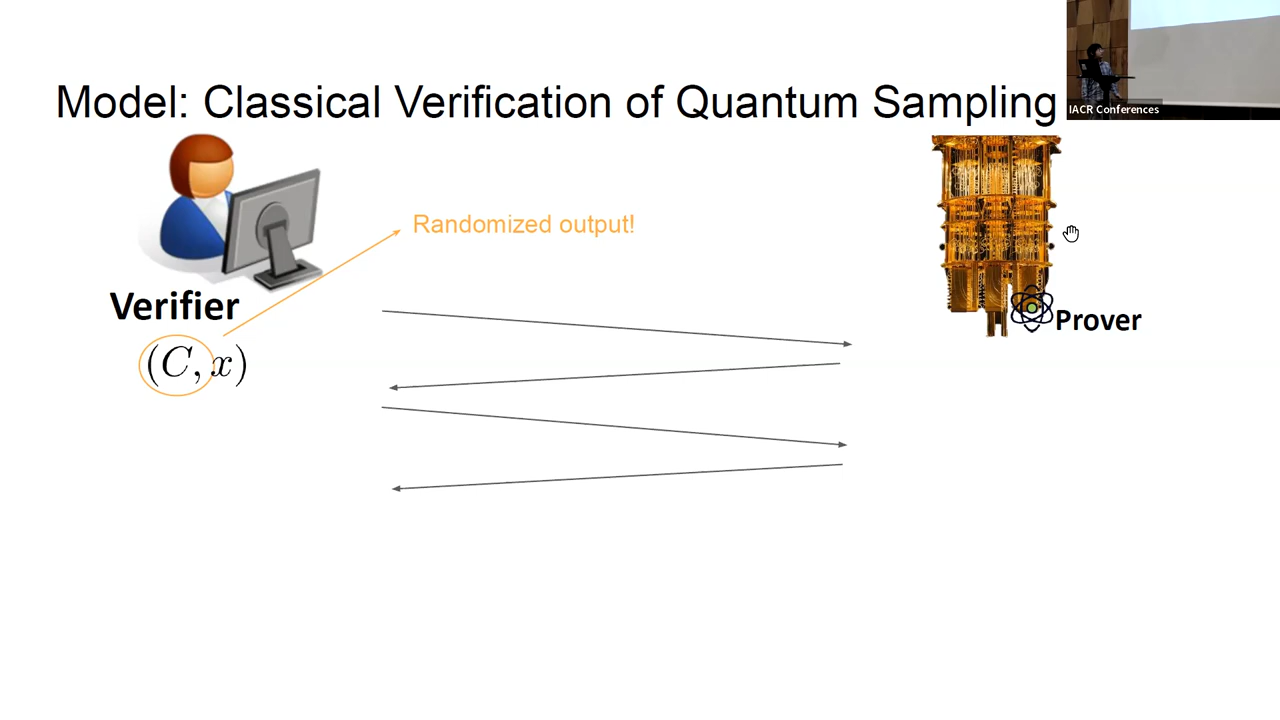 Model: Classical Verification of Quantum Sampling
IACR Conferences
Randomized output!
Verifier
Prover
(C, x)